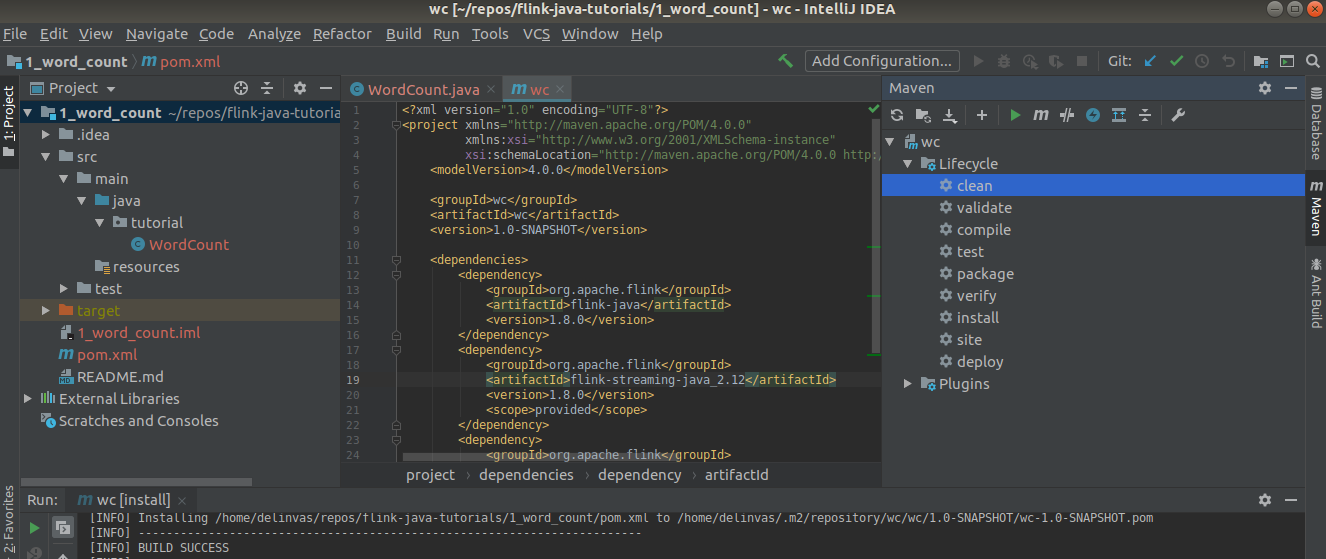 wc [~/repos/flink-java-tutorials/1_word_count] - wc - IntelliJ IDEA
File Edit View Navigate Code Analyze Refactor Build Run Tools VCS Window Help
1_word_count pom.xml
Add Configuration...
Git:
1: Project
Project
1_word_count ~/repos/flink-java-tutoria
.idea
src
main
java
tutorial
WordCount
resources
test
target
1_word_count.iml
pom.xml
README.md
External Libraries
Scratches and Consoles
WordCount.java
wc
1 <?xml version="1.0" encoding="UTF-8"?>
2 <project xmlns="http://maven.apache.org/POM/4.0.0"
3 xmlns:xsi="http://www.w3.org/2001/XMLSchema-instance"
4 xsi:schemaLocation="http://maven.apache.org/POM/4.0.0 http:/
5 <modelVersion>4.0.0</modelVersion>
6
7 <groupId>wc</groupId>
8 <artifactId>wc</artifactId>
9 <version>1.0-SNAPSHOT</version>
10
11 <dependencies>
12 <dependency>
13 <groupId>org.apache.flink</groupId>
14 <artifactId>flink-java</artifactId>
15 <version>1.8.0</version>
16 </dependency>
17 <dependency>
18 <groupId>org.apache.flink</groupId>
19 <artifactId>flink-streaming-java_2.12</artifactId>
20 <version>1.8.0</version>
21 <scope>provided</scope>
22 </dependency>
23 <dependency>
24 <groupId>org.apache.flink</groupId>
project › dependencies › dependency › artifactId
Maven
wc
Lifecycle
clean
validate
compile
test
package
verify
install
site
deploy
Plugins
Database
Maven
Ant Build
2: Favorites
Run: wc [install]
[INFO] Installing /home/delinvas/repos/flink-java-tutorials/1_word_count/pom.xml to /home/delinvas/.m2/repository/wc/wc/1.0-SNAPSHOT/wc-1.0-SNAPSHOT.pom
[INFO] ------------------------------------------------------------------------
[INFO] BUILD SUCCESS